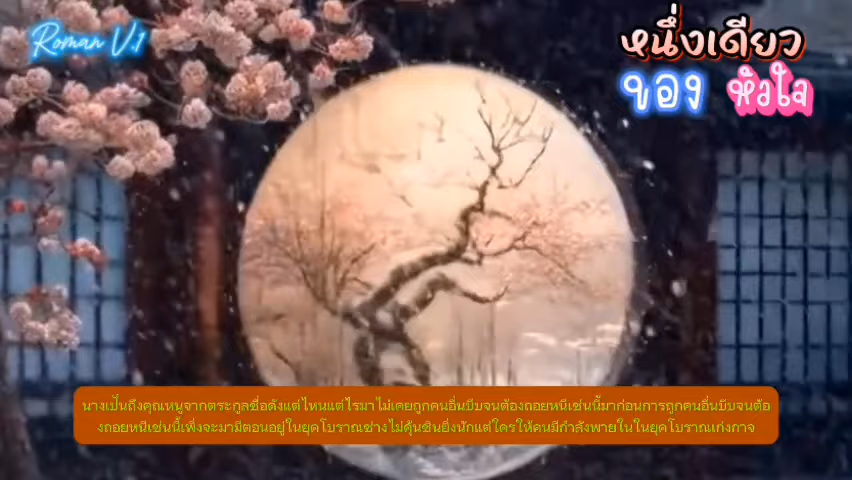 Roman V.1
หนึ่งเดียว
ของ หัวใจ
นางเป็นถึงคุณหนูจากตระกูลชื่อดังแต่ไหนแต่ไรมาไม่เคยถูกคนอื่นบีบจนต้องถอยหนีเช่นนี้มาก่อนการถูกคนอื่นบีบจนต้อ
งถอยหนีเช่นนี้เพิ่งจะมามีตอนอยู่ในยุคโบราณช่างไม่คุ้นชินยิ่งนักแต่ใครให้คนมีกำลังภายในในยุคโบราณเก่งกาจ